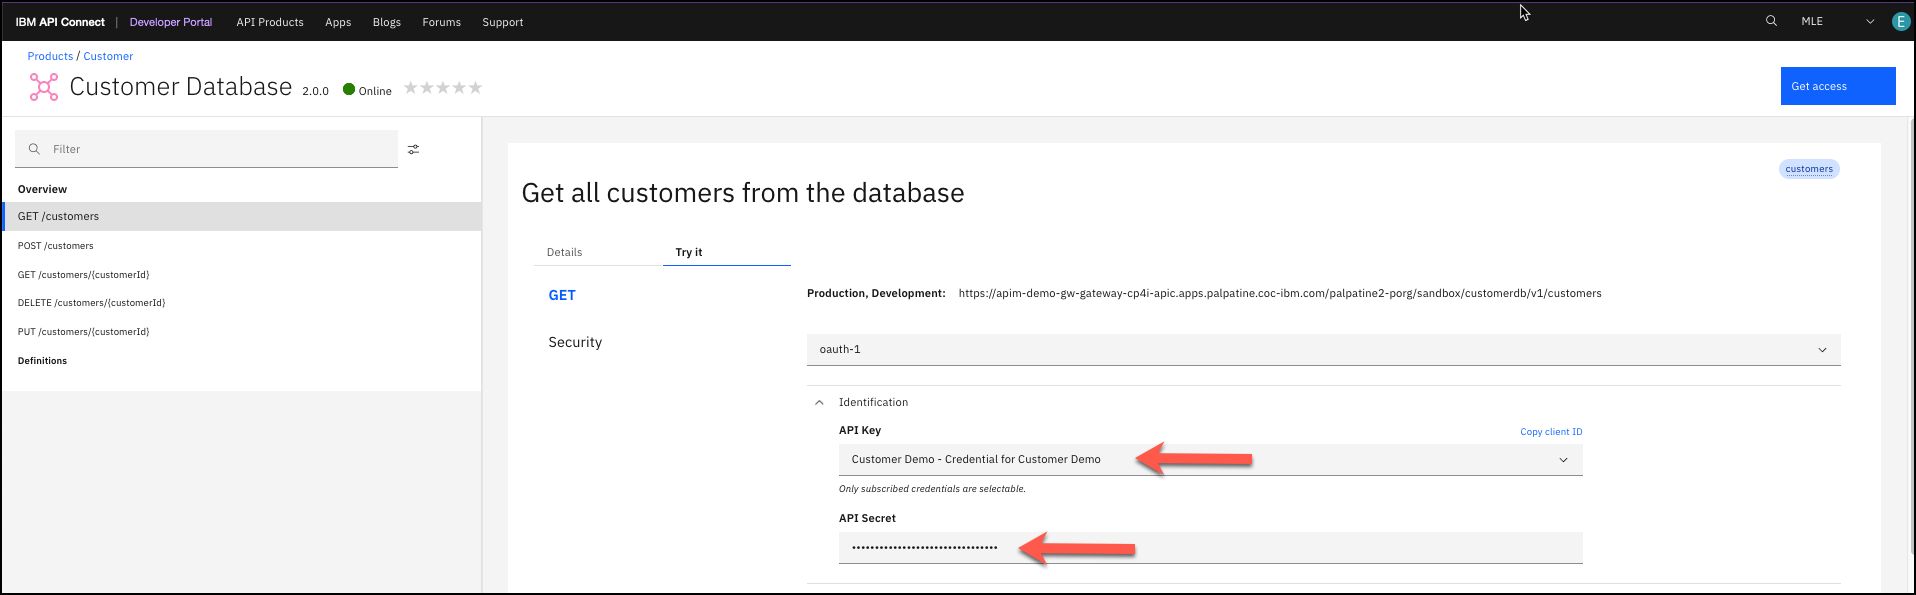 IBM API Connect | Developer Portal API Products Apps Blogs Forums Support MLE E
Products / Customer
Customer Database 2.0.0 Online
Get access
Filter
Overview
GET /customers
POST /customers
GET /customers/{customerId}
DELETE /customers/{customerId}
PUT /customers/{customerId}
Definitions
customers
Get all customers from the database
Details Try it
GET Production, Development: https://apim-demo-gw-gateway-cp4i-apic.apps.palpatine.coc-ibm.com/palpatine2-porg/sandbox/customerdb/v1/customers
Security oauth-1
Identification
API Key Copy client ID
Customer Demo - Credential for Customer Demo
Only subscribed credentials are selectable.
API Secret
••••••••••••••••••••••••••••••••